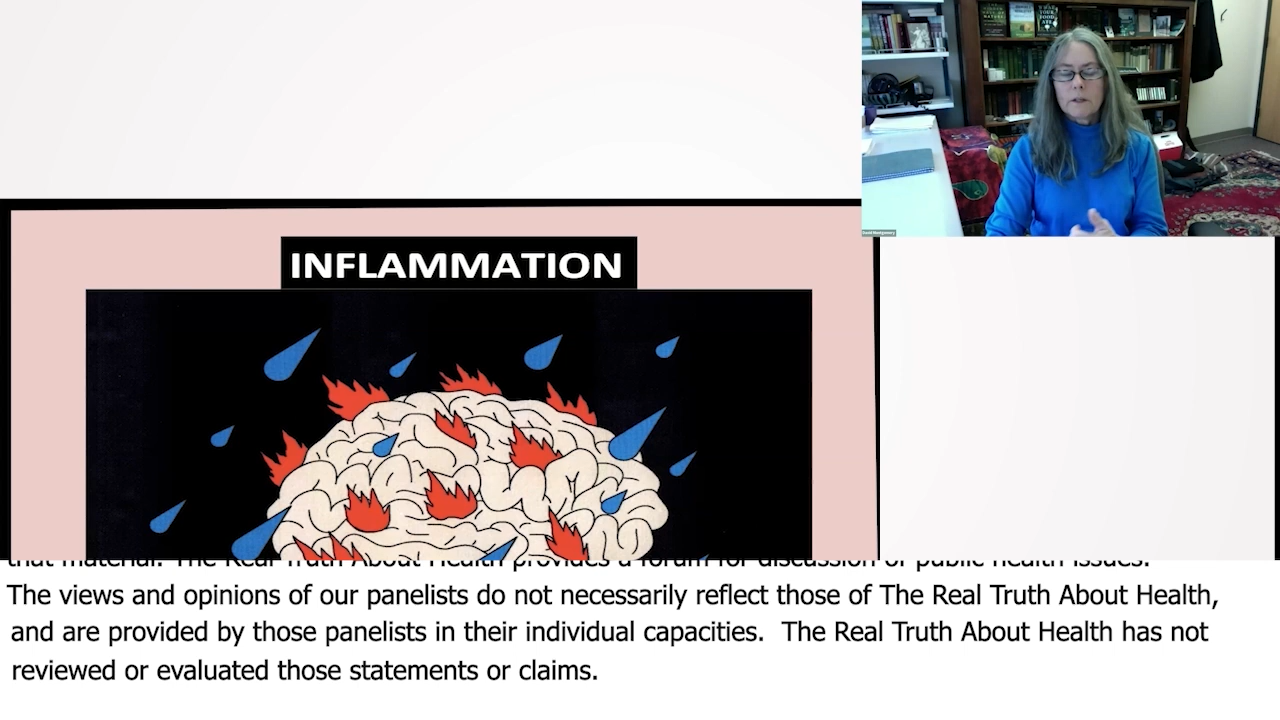 INFLAMMATION
David Montgomery
that material. The Real Truth About Health provides a forum for discussion of public health issues.
The views and opinions of our panelists do not necessarily reflect those of The Real Truth About Health,
and are provided by those panelists in their individual capacities. The Real Truth About Health has not
reviewed or evaluated those statements or claims.